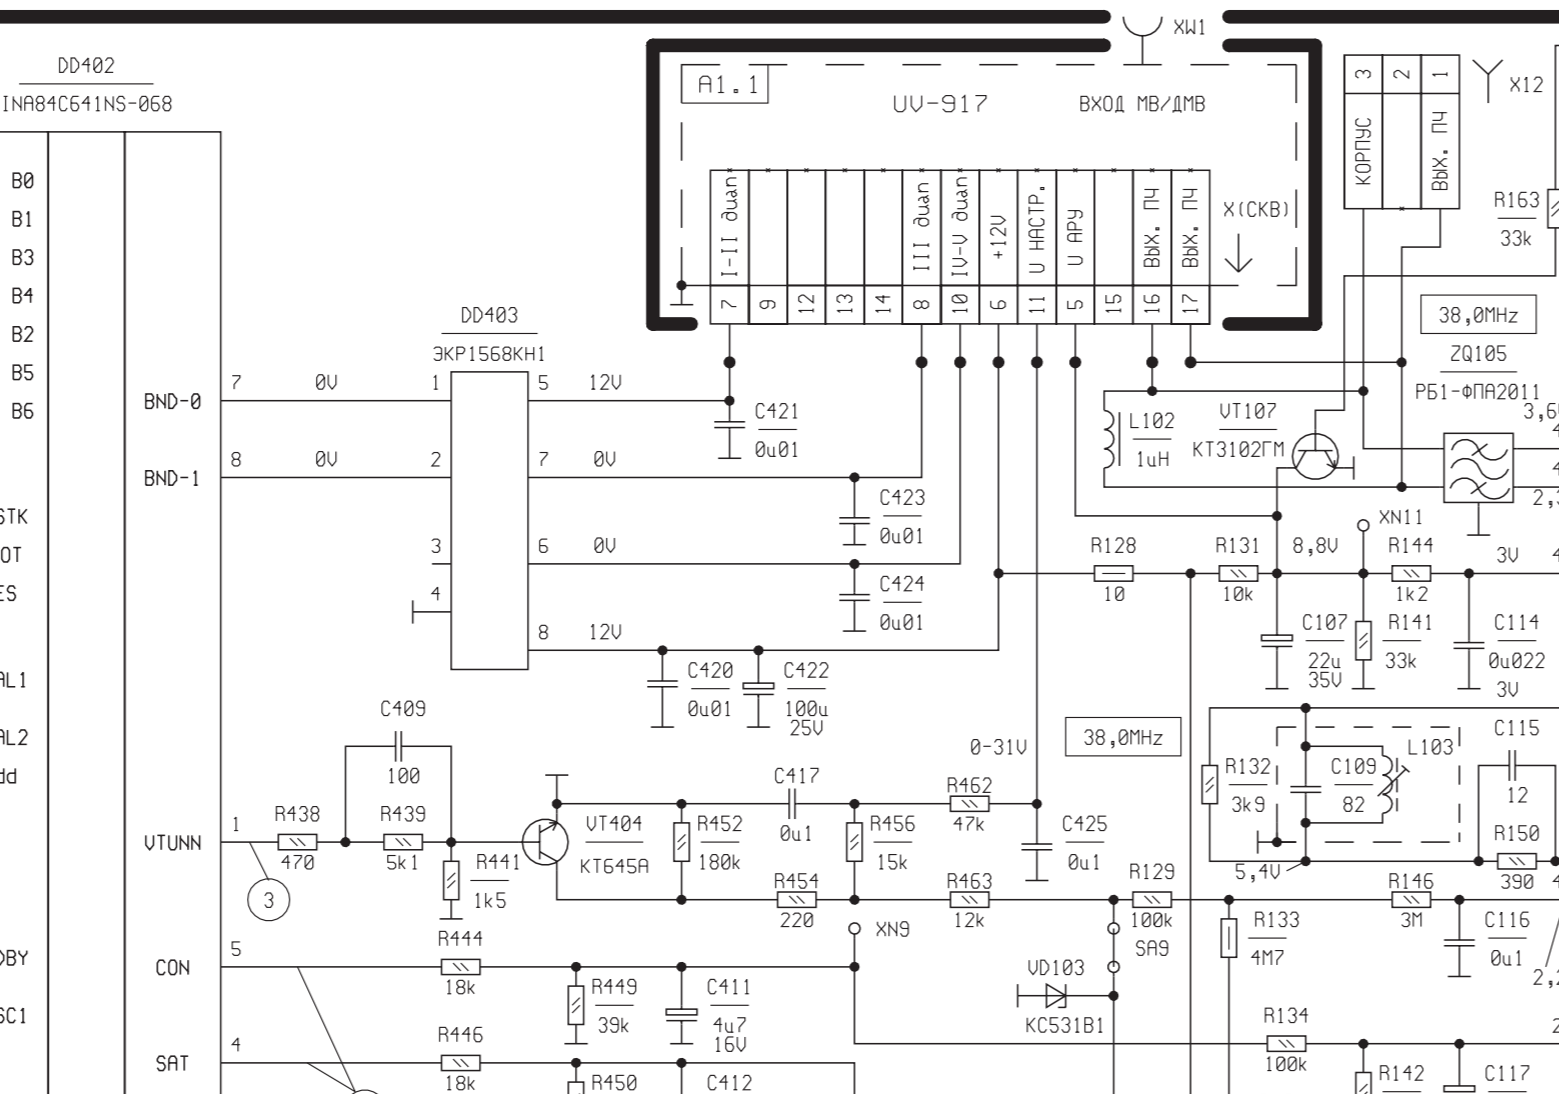 XW1
DD402
INA84C641NS-068
A1.1
UV-917
ВХОД МВ/ДМВ
3
2
1
X12
КОРПУС
ВЫХ. ПЧ
B0
B1
B3
B4
B2
B5
B6
I-II диап
III диап
IV-V диап
+12V
U НАСТР.
U АРУ
ВЫХ. ПЧ
ВЫХ. ПЧ
X(СКВ)
7
9
12
13
14
8
10
6
11
5
15
16
17
R163
33k
38,0MHz
ZQ105
РБ1-ФПА2011
DD403
ЭКР1568КН1
BND-0
7
0V
1
5
12V
C421
0u01
BND-1
8
0V
2
7
0V
C423
0u01
3
6
0V
C424
0u01
4
8
12V
C420
0u01
C422
100u
25V
L102
1uH
VT107
КТ3102ГМ
XN11
R128
10
R131
10k
8,8V
R144
1k2
3V
C107
22u
35V
R141
33k
C114
0u022
3V
C409
100
VTUNN
1
R438
470
R439
5k1
R441
1k5
3
VT404
КТ645А
R452
180k
C417
0u1
R456
15k
R454
220
0-31V
R462
47k
C425
0u1
R463
12k
38,0MHz
R132
3k9
C109
82
L103
C115
12
R150
390
5,4V
R129
100k
SA9
R133
4M7
R146
3M
C116
0u1
XN9
CON
5
R444
18k
R449
39k
C411
4u7
16V
VD103
КС531В1
R134
100k
SAT
4
R446
18k
R450
C412
R142
C117